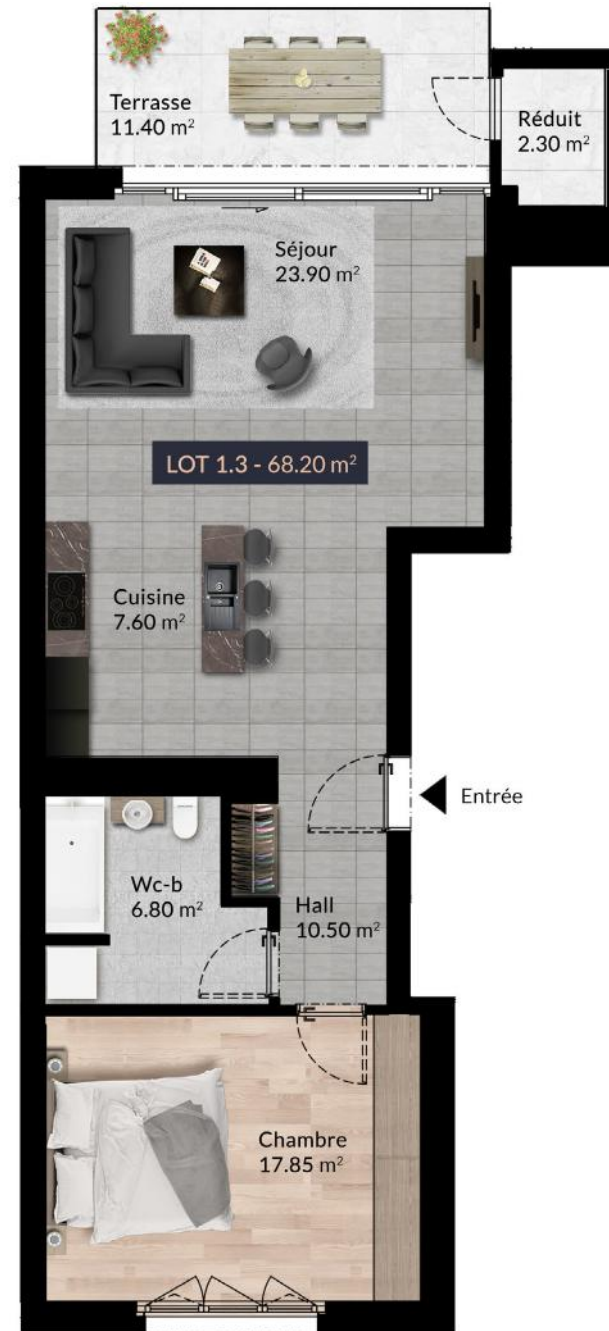 Terrasse
11.40 m²
Réduit
2.30 m²
Séjour
23.90 m²
LOT 1.3 - 68.20 m²
Cuisine
7.60 m²
Entrée
Wc-b
6.80 m²
Hall
10.50 m²
Chambre
17.85 m²